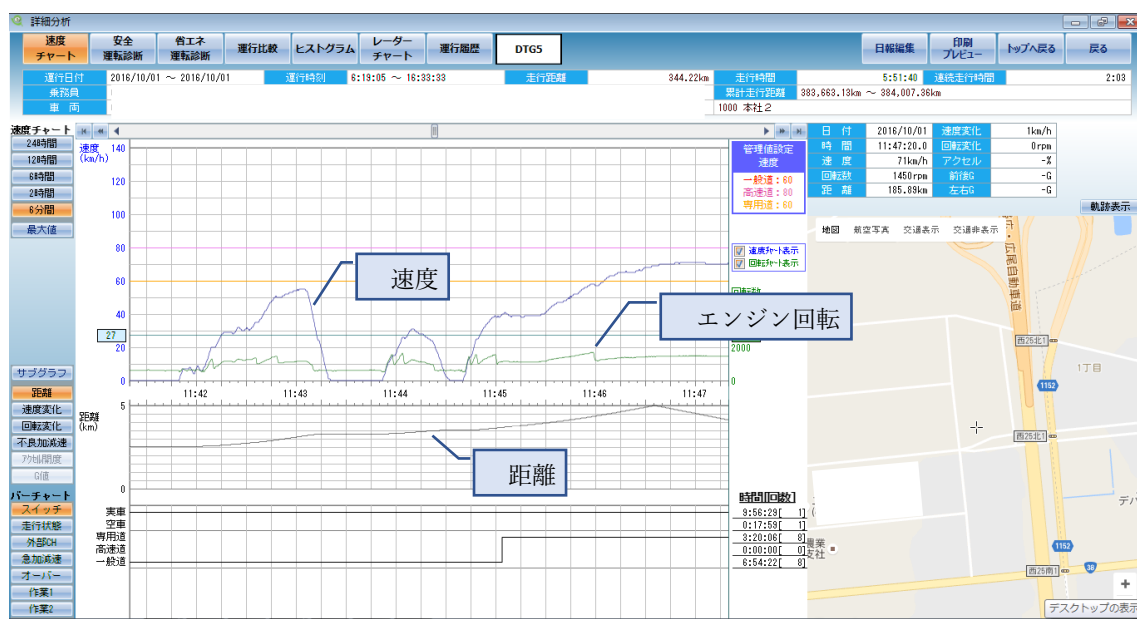 詳細分析
速度
チャート
安全
運転診断
省エネ
運転診断
運行比較
ヒストグラム
レーダー
チャート
運行履歴
DTG5
日報編集
印刷
プレビュー
トップへ戻る
戻る
運行日付 2016/10/01 ～ 2016/10/01 運行時刻 6:19:05 ～ 16:33:33 走行距離 344.22km 走行時間 5:51:40 連続走行時間 2:03
乗務員 累計走行距離 383,663.13km ～ 384,007.36km
車両 1000 本社2
速度チャート
24時間
12時間
6時間
2時間
6分間
最大値
速度
(km/h)
140
120
100
80
60
40
27
20
0
管理値設定
速度
一般道：60
高速道：80
専用道：60
速度チャート表示
回転チャート表示
回転数
2000
0
速度
エンジン回転
11:42 11:43 11:44 11:45 11:46 11:47
日付 2016/10/01 速度変化 1km/h
時間 11:47:20.0 回転変化 0rpm
速度 71km/h アクセル -%
回転数 1450rpm 前後G -G
距離 185.89km 左右G -G
軌跡表示
地図 航空写真 交通表示 交通非表示
広尾自動車道
西25北1
1丁目
1152
西25北1
デバ
農業
支社
1152
西25南1
38
+
デスクトップの表示
サブグラフ
距離
速度変化
回転変化
不良加減速
アクセル開度
G値
距離
(km)
5
0
距離
バーチャート
スイッチ
走行状態
外部CH
急加減速
オーバー
作業1
作業2
時間[回数]
実車 9:56:29[ 1]
空車 0:17:59[ 1]
専用道 3:20:06[ 8]
高速道 0:00:00[ 0]
一般道 6:54:22[ 8]